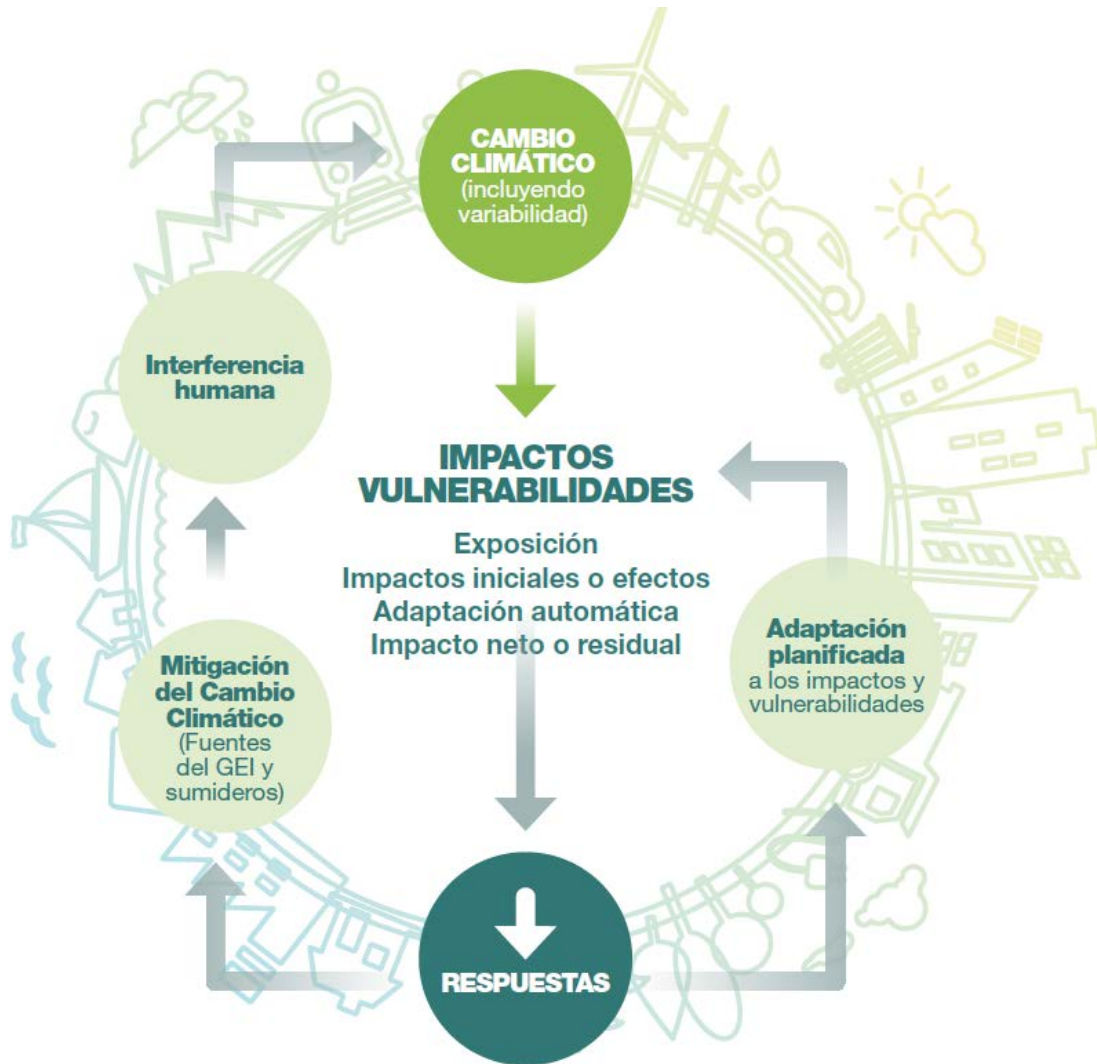 CAMBIO
CLIMÁTICO
(incluyendo
variabilidad)
Interferencia
humana
IMPACTOS
VULNERABILIDADES
Exposición
Impactos iniciales o efectos
Adaptación automática
Impacto neto o residual
Mitigación
del Cambio
Climático
(Fuentes
del GEI y
sumideros)
Adaptación
planificada
a los impactos y
vulnerabilidades
RESPUESTAS